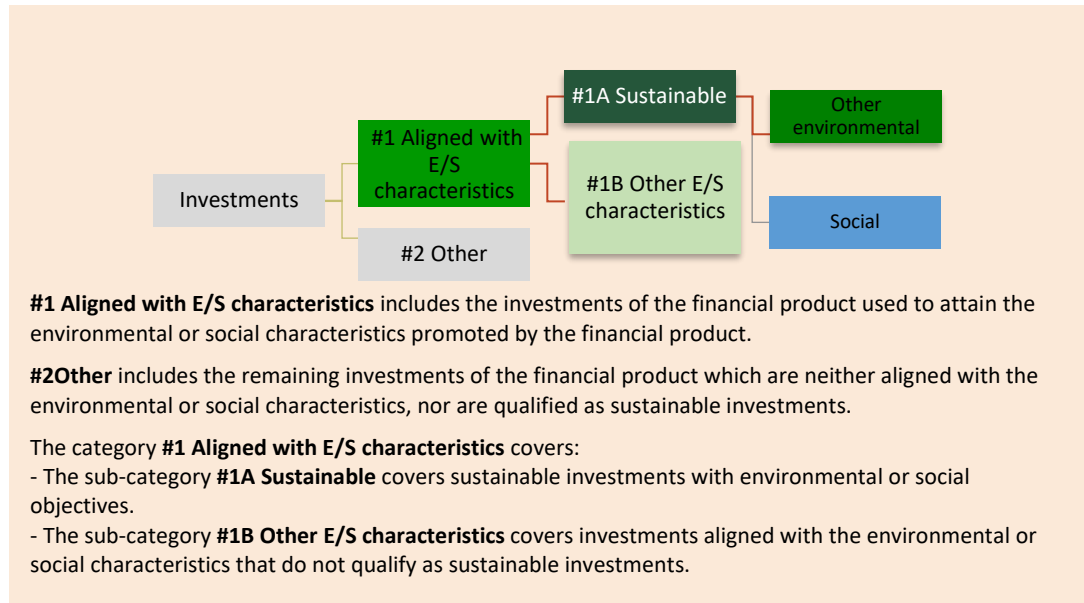 #1A Sustainable
Other
environmental
#1 Aligned with
E/S
characteristics
#1B Other E/S
characteristics
Investments
Social
#2 Other
#1 Aligned with E/S characteristics includes the investments of the financial product used to attain the
environmental or social characteristics promoted by the financial product.
#2Other includes the remaining investments of the financial product which are neither aligned with the
environmental or social characteristics, nor are qualified as sustainable investments.
The category #1 Aligned with E/S characteristics covers:
- The sub-category #1A Sustainable covers sustainable investments with environmental or social
objectives.
- The sub-category #1B Other E/S characteristics covers investments aligned with the environmental or
social characteristics that do not qualify as sustainable investments.